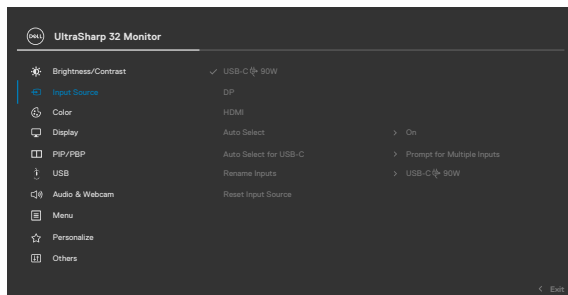 DELL UltraSharp 32 Monitor
Brightness/Contrast USB-C 90W
Input Source DP
Color HDMI
Display Auto Select On
PIP/PBP Auto Select for USB-C Prompt for Multiple Inputs
USB Rename Inputs USB-C 90W
Audio & Webcam Reset Input Source
Menu
Personalize
Others
Exit